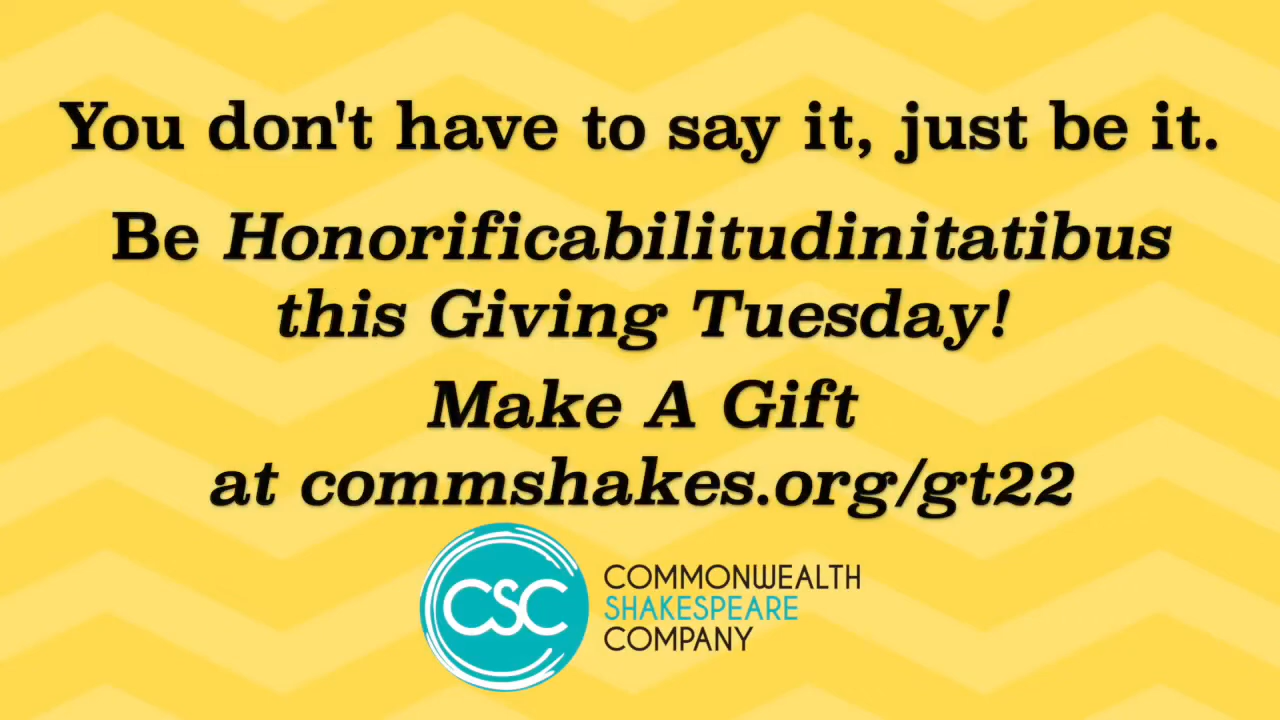 You don't have to say it, just be it.
Be Honorificabilitudinitatibus
this Giving Tuesday!
Make A Gift
at commshakes.org/gt22
CSC
COMMONWEALTH
SHAKESPEARE
COMPANY